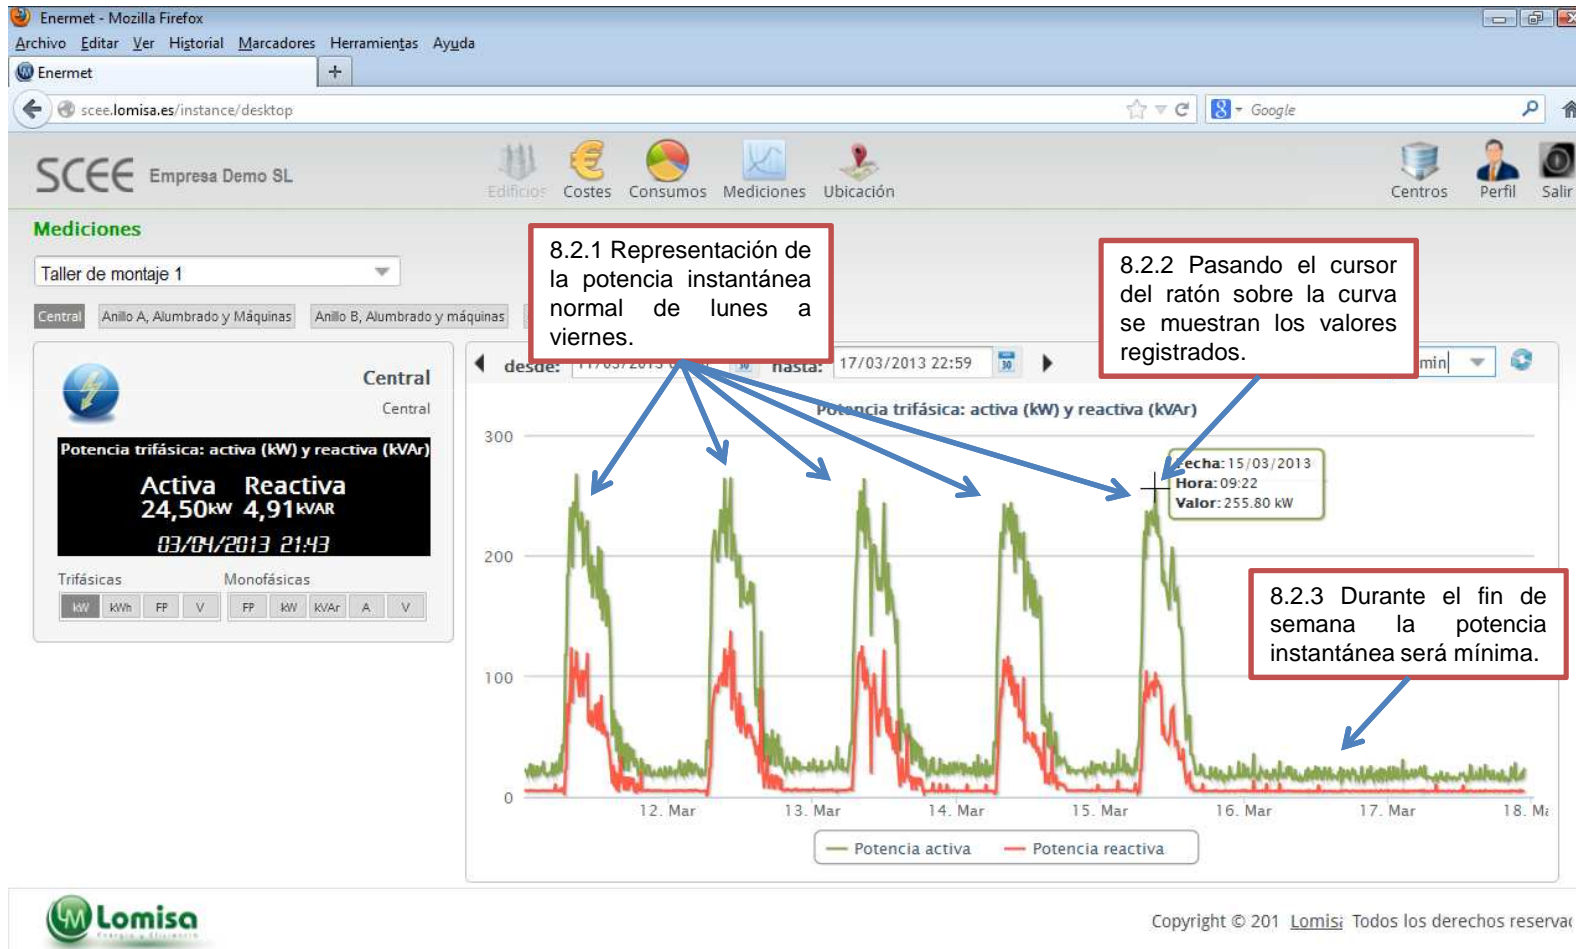 Enermet - Mozilla Firefox
Archivo Editar Ver Historial Marcadores Herramientas Ayuda
Enermet
scee.lomisa.es/instance/desktop
Google
SCEE Empresa Demo SL
Edificios Costes Consumos Mediciones Ubicación
Centros Perfil Salir
Mediciones
Taller de montaje 1
Central Anillo A, Alumbrado y Máquinas Anillo B, Alumbrado y máquinas
8.2.1 Representación de
la potencia instantánea
normal de lunes a
viernes.
8.2.2 Pasando el cursor
del ratón sobre la curva
se muestran los valores
registrados.
desde: hasta: 17/03/2013 22:59
min
Central
Central
Potencia trifásica: activa (kW) y reactiva (kVAr)
Activa Reactiva
24,50kW 4,91kVAR
03/04/2013 21:43
Trifásicas Monofásicas
kW kWh FP V FP kW kVAr A V
Potencia trifásica: activa (kW) y reactiva (kVAr)
300
200
100
0
Fecha: 15/03/2013
Hora: 09:22
Valor: 255.80 kW
8.2.3 Durante el fin de
semana la potencia
instantánea será mínima.
12. Mar 13. Mar 14. Mar 15. Mar 16. Mar 17. Mar 18. Ma
Potencia activa Potencia reactiva
Lomisa
Energía y Eficiencia
Copyright © 201 Lomisa Todos los derechos reserva